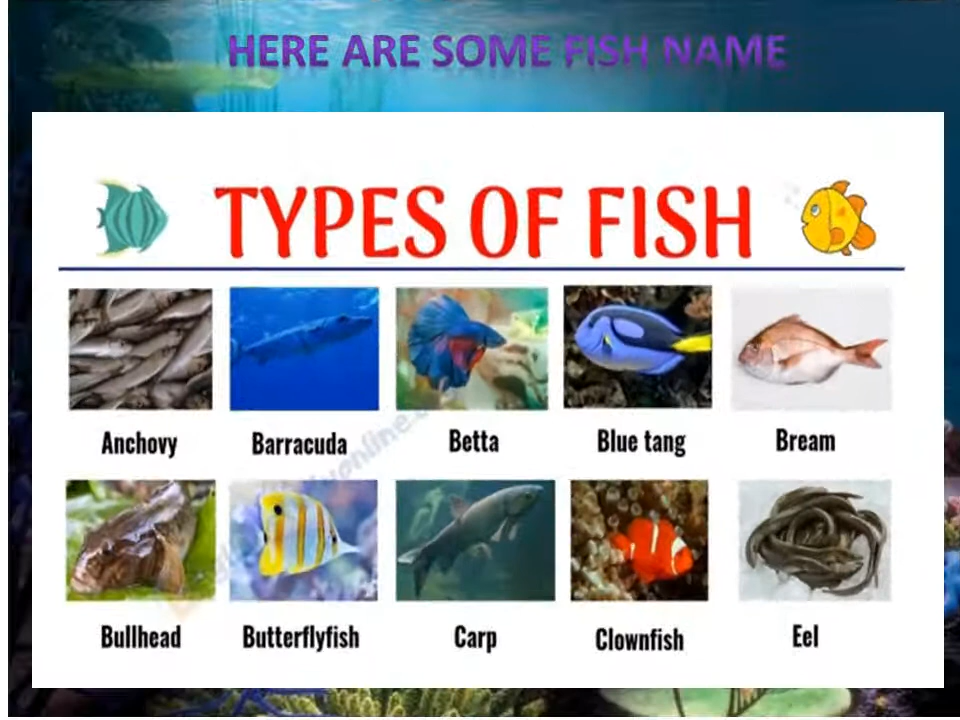 HERE ARE SOME FISH NAME
TYPES OF FISH
Anchovy Barracuda Betta Blue tang Bream
Bullhead Butterflyfish Carp Clownfish Eel